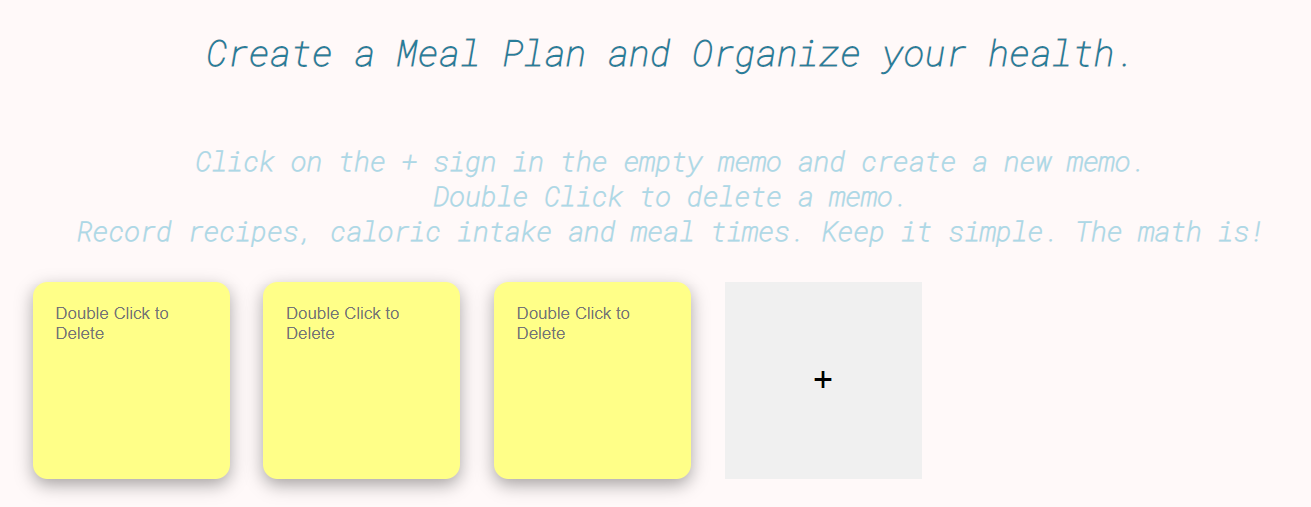 Create a Meal Plan and Organize your health.
Click on the + sign in the empty memo and create a new memo.
Double Click to delete a memo.
Record recipes, caloric intake and meal times. Keep it simple. The math is!
Double Click to
Delete
Double Click to
Delete
Double Click to
Delete
+